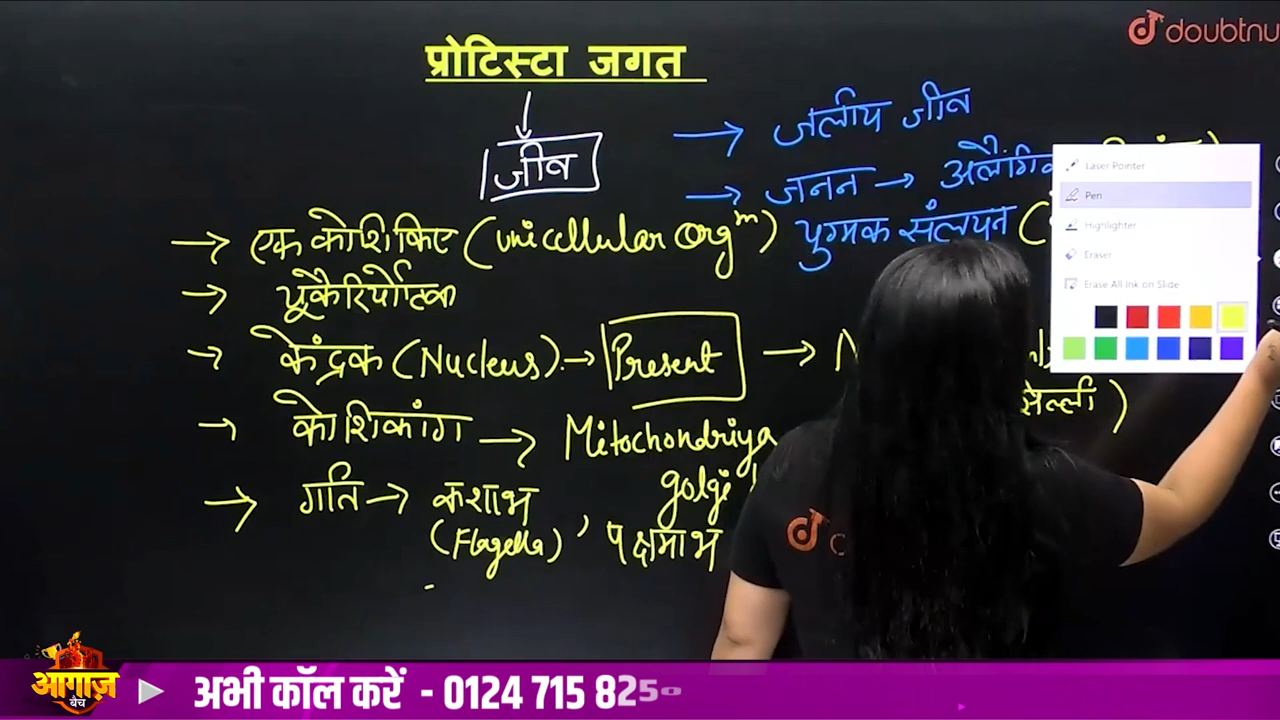 doubtnu
प्रोटिस्टा जगत
जीव
→ जलीय जीव
→ जनन → अलैंगिक
→ एक कोशिकिए (unicellular orgm) युग्मक संलयन (
→ यूकैरियोटिक
→ केंद्रक (Nucleus) → Present →
सेल्ली)
→ कोशिकांग → Mitochondriya
golgi
→ गति → कशाभ
(Flagella), पक्षमाभ
Laser Pointer
Pen
Highlighter
Eraser
Erase All Ink on Slide
आगाज़
बैच
अभी कॉल करें - 0124 715 825